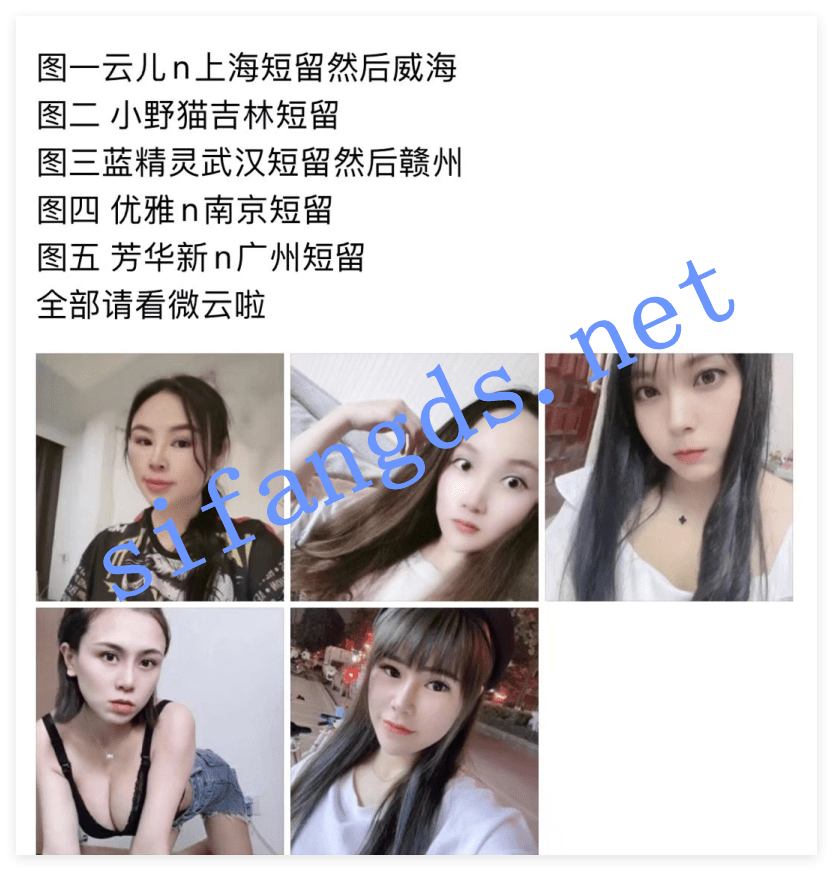 图一云儿n上海短留然后威海
图二 小野猫吉林短留
图三蓝精灵武汉短留然后赣州
图四 优雅n南京短留
图五 芳华新n广州短留
全部请看微云啦
sifangds.net